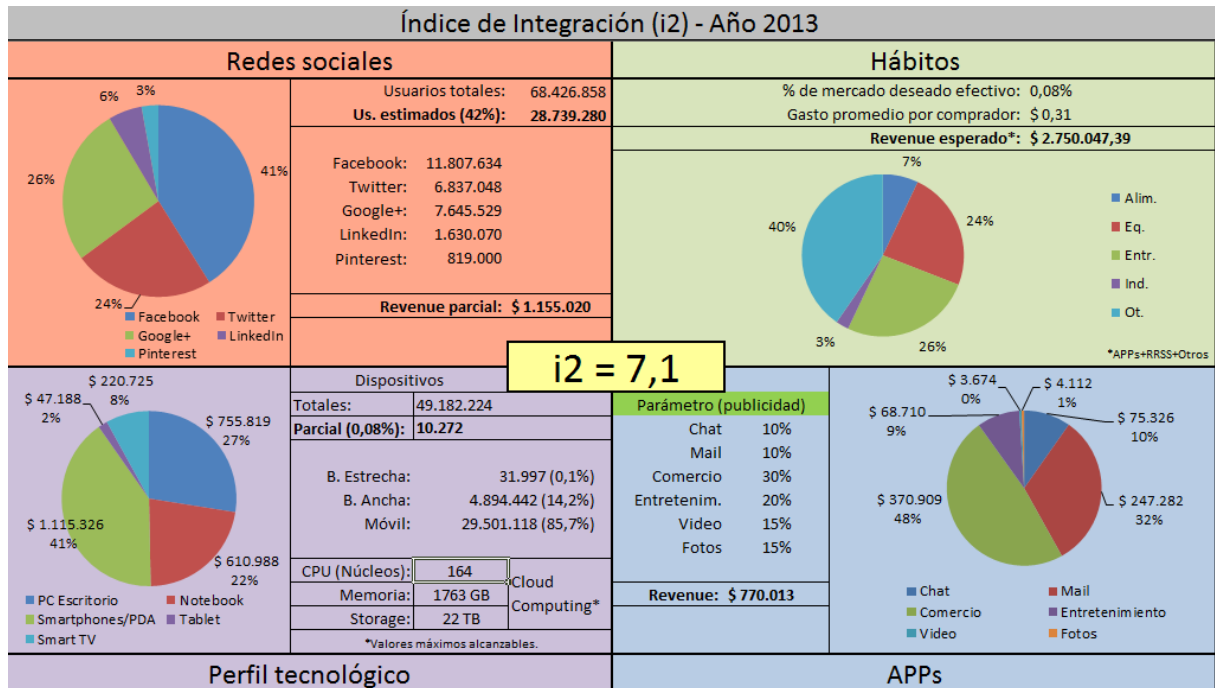 Índice de Integración (i2) - Año 2013
Redes sociales
6%
3%
41%
26%
24%
Facebook
Twitter
Google+
LinkedIn
Pinterest
Usuarios totales: 68.426.858
Us. estimados (42%): 28.739.280
Facebook: 11.807.634
Twitter: 6.837.048
Google+: 7.645.529
LinkedIn: 1.630.070
Pinterest: 819.000
Revenue parcial: $ 1.155.020
Hábitos
% de mercado deseado efectivo: 0,08%
Gasto promedio por comprador: $ 0,31
Revenue esperado*: $ 2.750.047,39
7%
24%
40%
3%
26%
Alim.
Eq.
Entr.
Ind.
Ot.
*APPs+RRSS+Otros
i2 = 7,1
$ 220.725
8%
$ 47.188
2%
$ 755.819
27%
$ 1.115.326
41%
$ 610.988
22%
PC Escritorio
Notebook
Smartphones/PDA
Tablet
Smart TV
Dispositivos
Totales: 49.182.224
Parcial (0,08%): 10.272
B. Estrecha: 31.997 (0,1%)
B. Ancha: 4.894.442 (14,2%)
Móvil: 29.501.118 (85,7%)
CPU (Núcleos): 164
Memoria: 1763 GB
Storage: 22 TB
Cloud
Computing*
*Valores máximos alcanzables.
Perfil tecnológico
Parámetro (publicidad)
Chat 10%
Mail 10%
Comercio 30%
Entretenim. 20%
Video 15%
Fotos 15%
Revenue: $ 770.013
$ 3.674
0%
$ 4.112
1%
$ 68.710
9%
$ 75.326
10%
$ 370.909
48%
$ 247.282
32%
Chat
Mail
Comercio
Entretenimiento
Video
Fotos
APPs